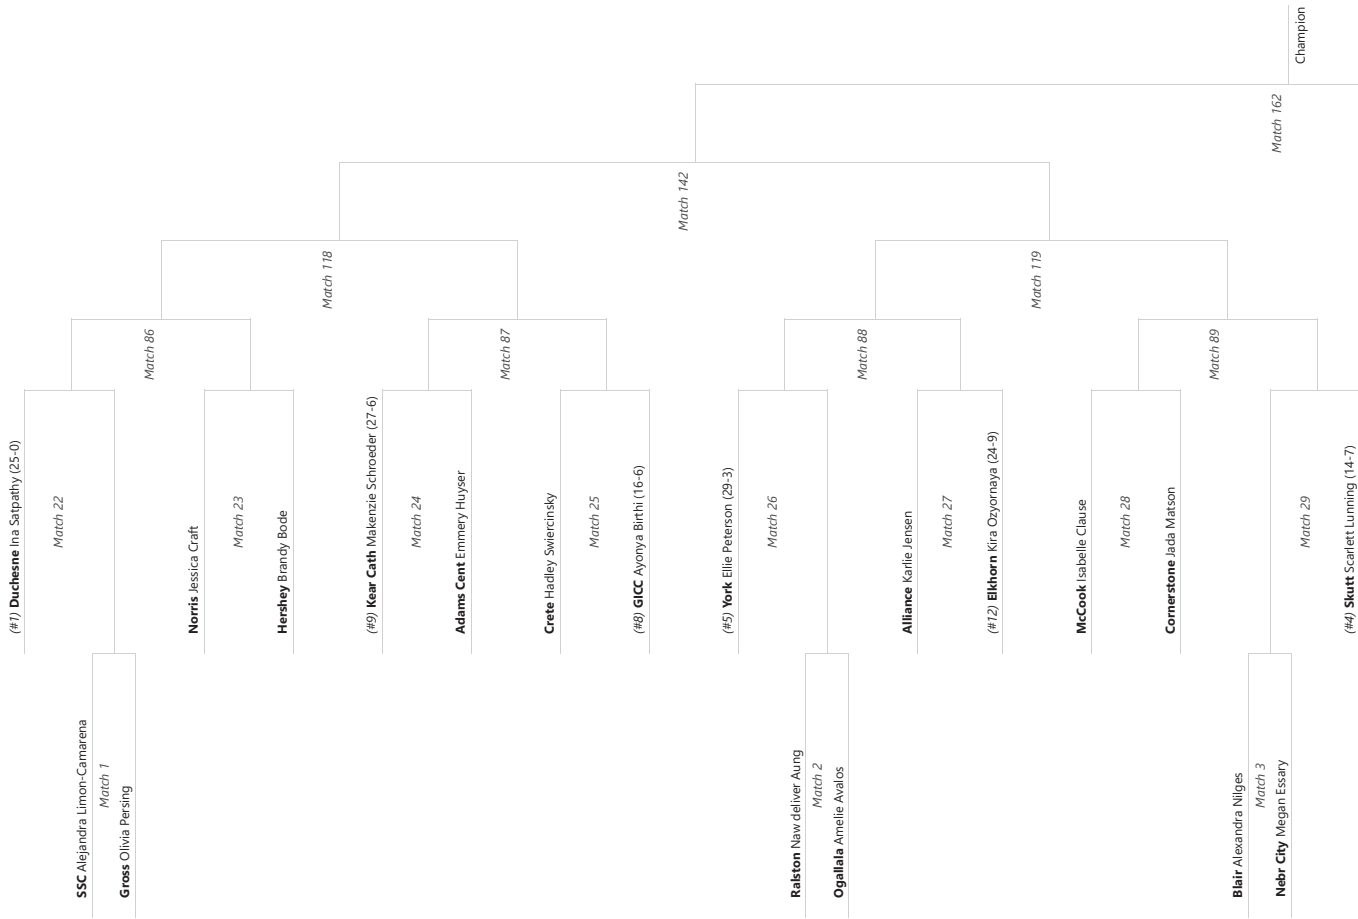 (#1) Duchesne Ina Satpathy (25-0)
Match 22
SSC Alejandra Limon-Camarena
Match 1
Gross Olivia Persing
Match 86
Norris Jessica Craft
Match 23
Hershey Brandy Bode
Match 118
(#9) Kear Cath Makenzie Schroeder (27-6)
Match 24
Adams Cent Emmery Huyser
Match 87
Crete Hadley Swiercinsky
Match 25
(#8) GICC Ayonya Birthi (16-6)
Match 142
(#5) York Ellie Peterson (29-3)
Match 26
Ralston Naw deliver Aung
Match 2
Ogallala Amelie Avalos
Match 88
Alliance Karlie Jensen
Match 27
(#12) Elkhorn Kira Ozyornaya (24-9)
Match 119
McCook Isabelle Clause
Match 28
Cornerstone Jada Matson
Match 89
Blair Alexandra Nilges
Match 3
Nebr City Megan Essary
Match 29
(#4) Skutt Scarlett Lunning (14-7)
Match 162
Champion